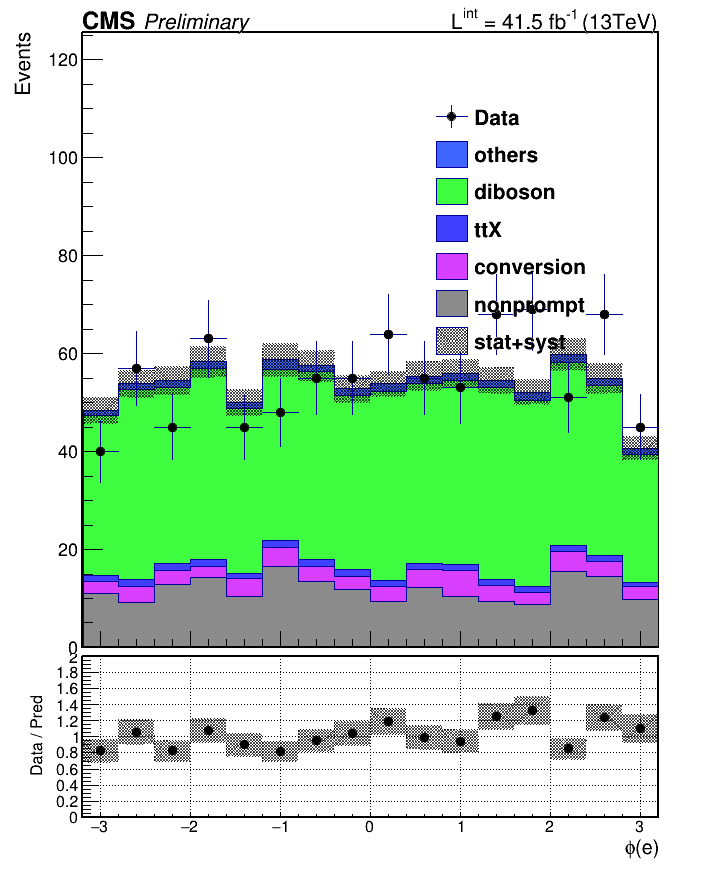 CMS Preliminary
L^int = 41.5 fb^-1 (13TeV)
Events
120
100
80
60
40
20
0
Data
others
diboson
ttX
conversion
nonprompt
stat+syst
Data / Pred
2
1.8
1.6
1.4
1.2
1
0.8
0.6
0.4
0.2
0
−3
−2
−1
0
1
2
3
ϕ(e)